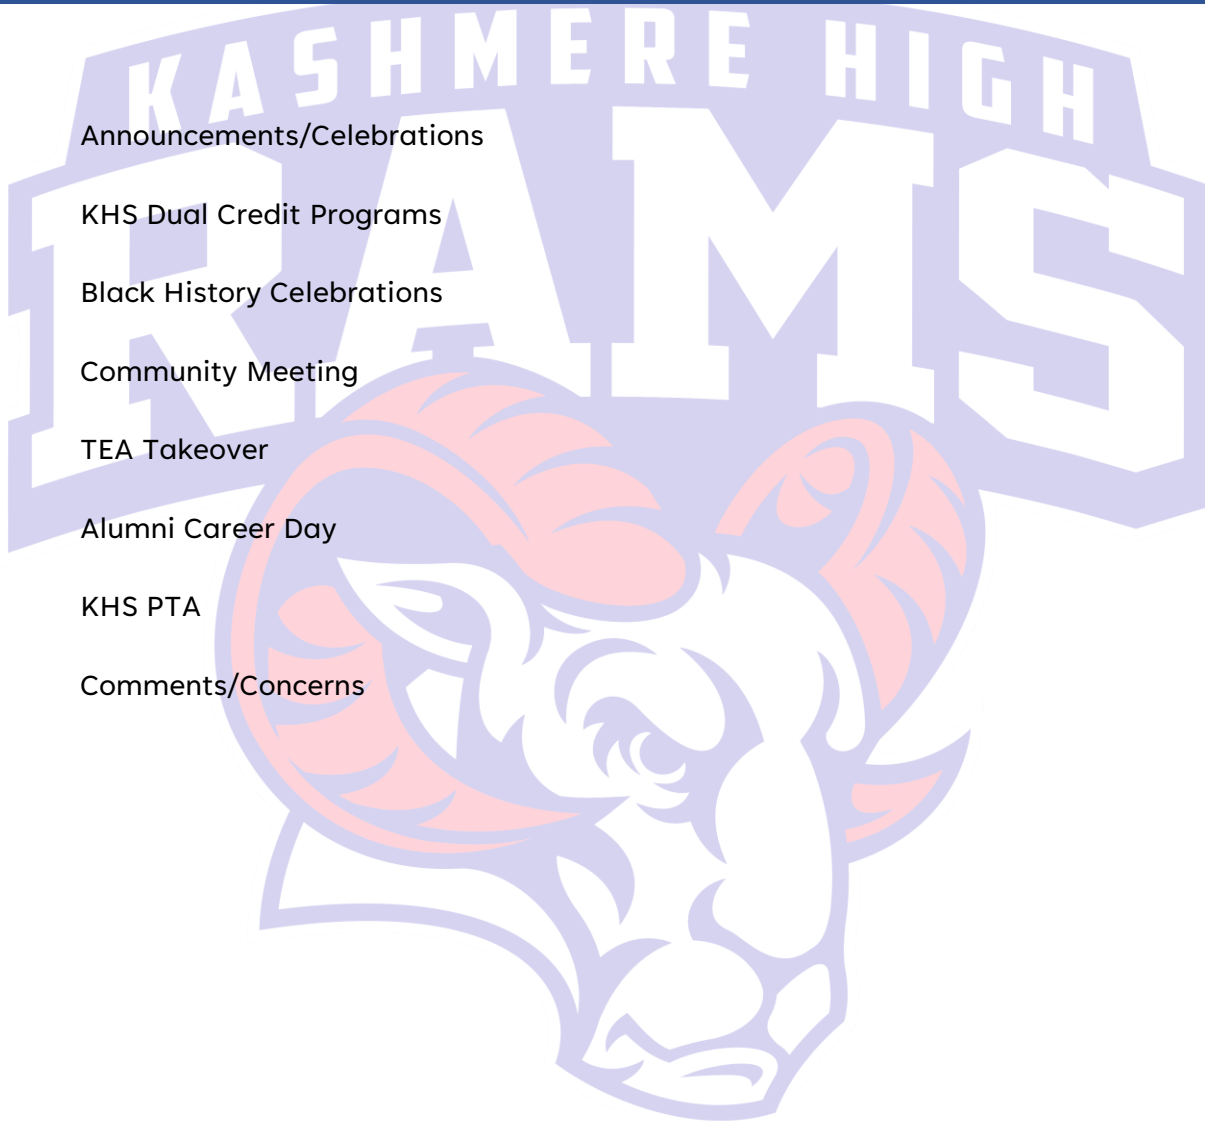 KASHMERE HIGH
RAMS
Announcements/Celebrations
KHS Dual Credit Programs
Black History Celebrations
Community Meeting
TEA Takeover
Alumni Career Day
KHS PTA
Comments/Concerns